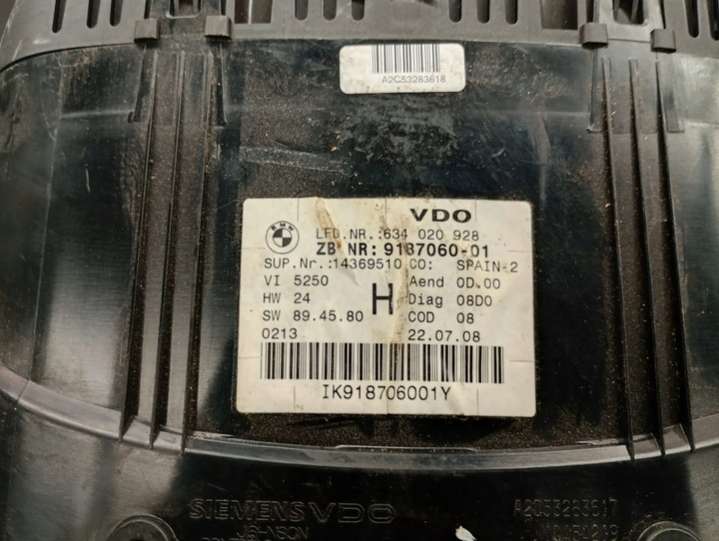 A2C53283618
BMW VDO
LFD.NR.:634 020 928
ZB NR: 9187060-01
SUP.Nr.:14369510 CO: SPAIN-2
VI 5250 Aend 0D.00
HW 24 H Diag 08D0
SW 89.45.80 COD 08
0213 22.07.08
IK918706001Y
SIEMENS VDO A2C53283617